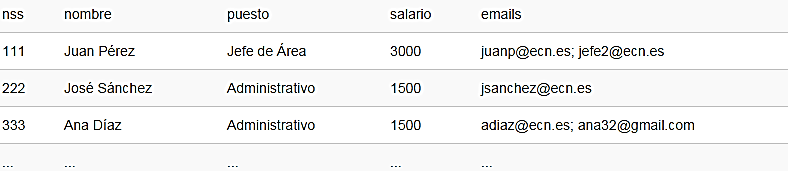 nss nombre puesto salario emails
111 Juan Pérez Jefe de Área 3000 juanp@ecn.es; jefe2@ecn.es
222 José Sánchez Administrativo 1500 jsanchez@ecn.es
333 Ana Díaz Administrativo 1500 adiaz@ecn.es; ana32@gmail.com
... ... ... ... ...